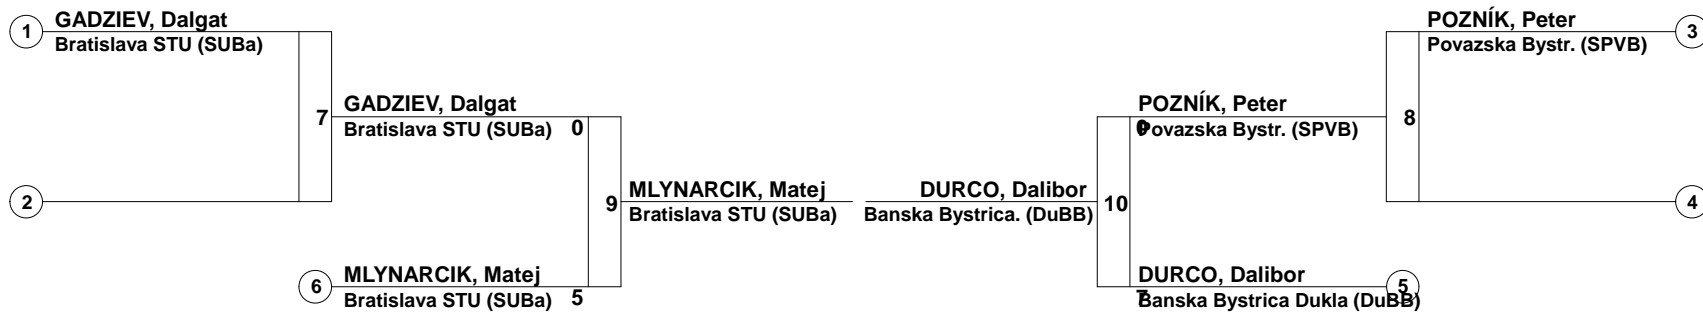 1
GADZIEV, Dalgat
Bratislava STU (SUBa)
7
GADZIEV, Dalgat
Bratislava STU (SUBa) 0
2
9
MLYNARCIK, Matej
Bratislava STU (SUBa)
6
MLYNARCIK, Matej
Bratislava STU (SUBa) 5
POZNÍK, Peter
Povazska Bystr. (SPVB)
3
POZNÍK, Peter
Povazska Bystr. (SPVB)
8
DURCO, Dalibor
Banska Bystrica. (DuBB)
10
4
DURCO, Dalibor
Banska Bystrica Dukla (DuBB)
7
5